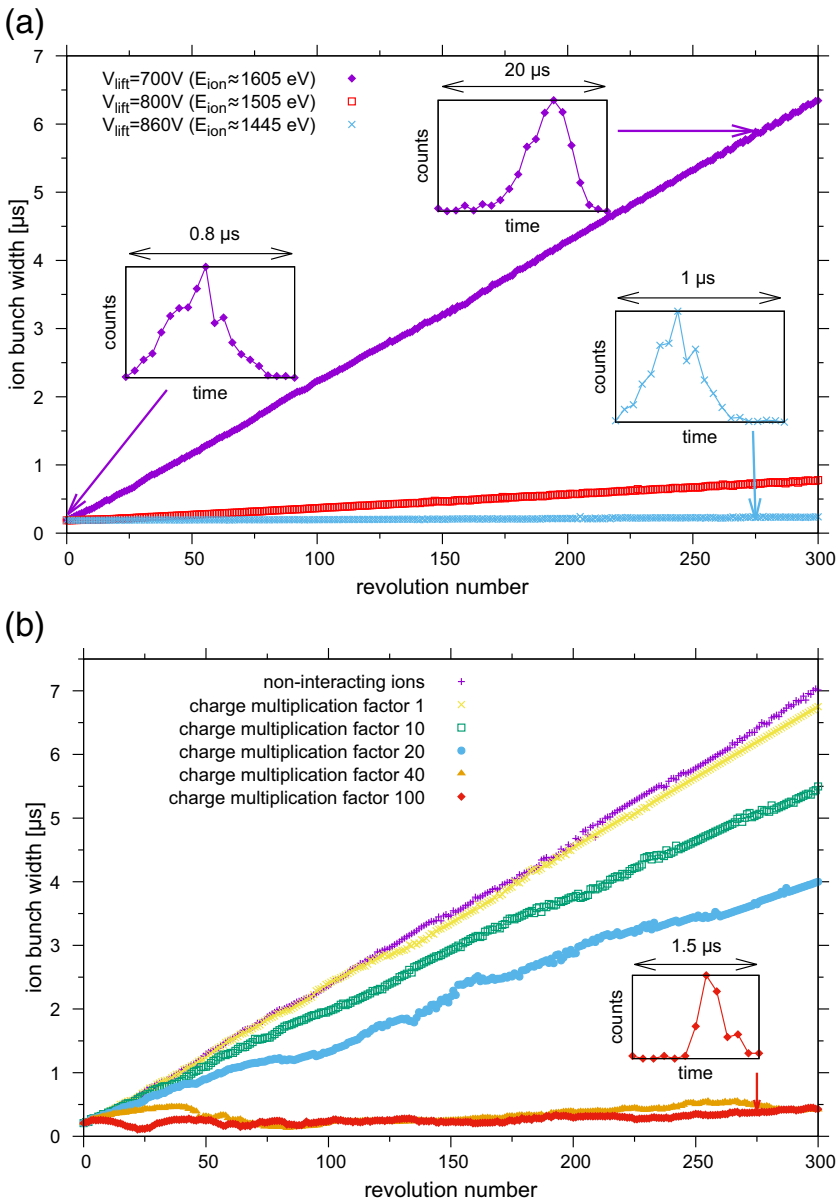 (a)
7
6
5
4
3
2
1
0
ion bunch width [µs]
V_lift=700V (E_ion≈1605 eV)
V_lift=800V (E_ion≈1505 eV)
V_lift=860V (E_ion≈1445 eV)
20 µs
counts
time
0.8 µs
counts
time
1 µs
counts
time
0 50 100 150 200 250 300
revolution number
(b)
7
6
5
4
3
2
1
0
ion bunch width [µs]
non-interacting ions
charge multiplication factor 1
charge multiplication factor 10
charge multiplication factor 20
charge multiplication factor 40
charge multiplication factor 100
1.5 µs
counts
time
0 50 100 150 200 250 300
revolution number